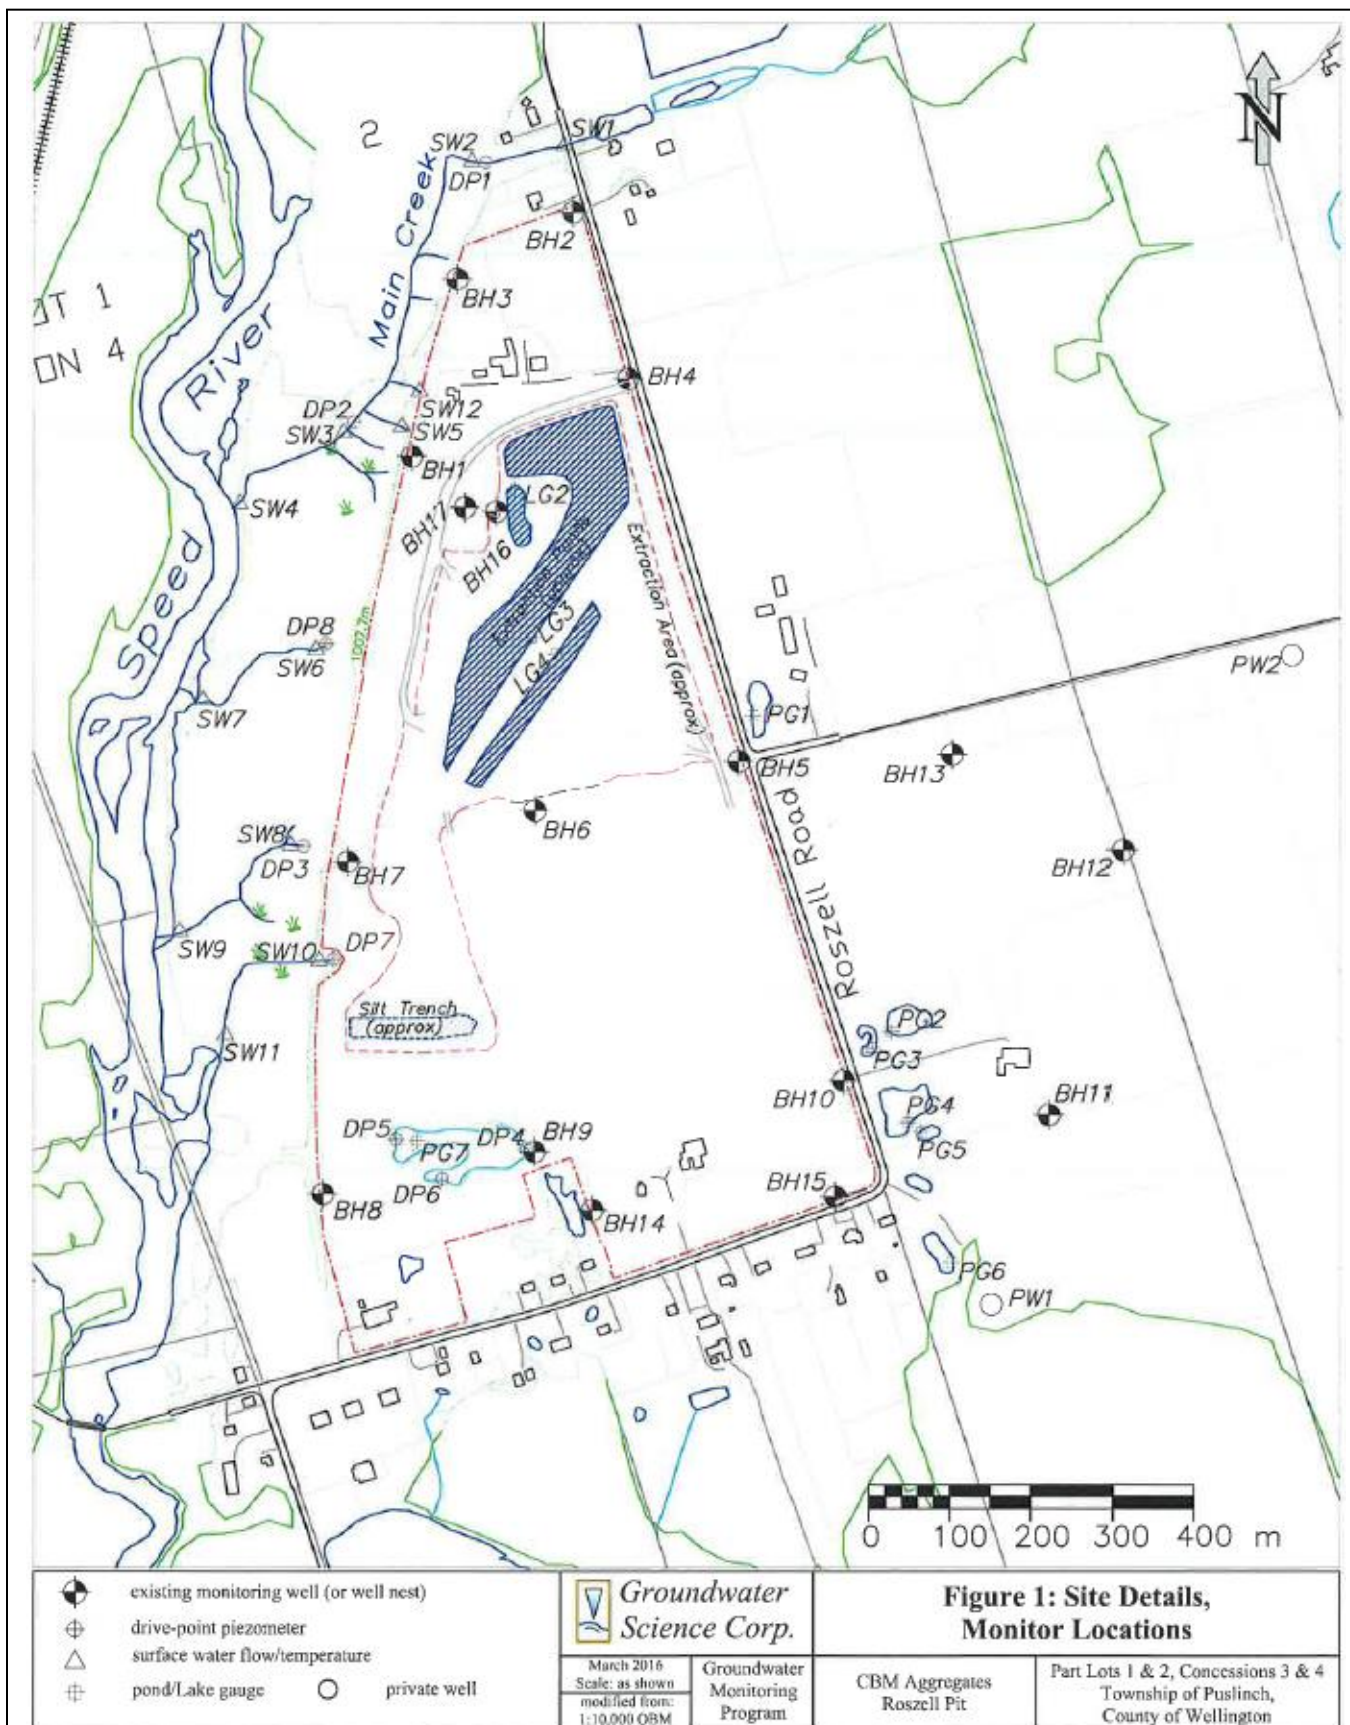 SW1
SW2
2
DP1
Main Creek
BH2
BH3
OT 1
ON 4
River
BH4
DP2
SW12
SW3
SW5
BH1
LG2
SW4
BH17
BH16
Extraction Area (approx)
Speed
LG3
DP8
1007.7m
SW6
LG4
PW2
SW7
PG1
BH5
BH13
BH6
Roszell Road
SW8
DP3
BH7
BH12
SW9
SW10
DP7
Silt Trench
(approx)
PG2
SW11
PG3
BH10
BH11
PG4
DP5
PG7
DP4
BH9
PG5
DP6
BH15
BH8
BH14
PG6
PW1
N
0 100 200 300 400 m
existing monitoring well (or well nest)
drive-point piezometer
surface water flow/temperature
pond/Lake gauge
private well
Groundwater
Science Corp.
March 2016
Scale: as shown
modified from:
1:10,000 OBM
Groundwater
Monitoring
Program
Figure 1: Site Details,
Monitor Locations
CBM Aggregates
Roszell Pit
Part Lots 1 & 2, Concessions 3 & 4
Township of Puslinch,
County of Wellington